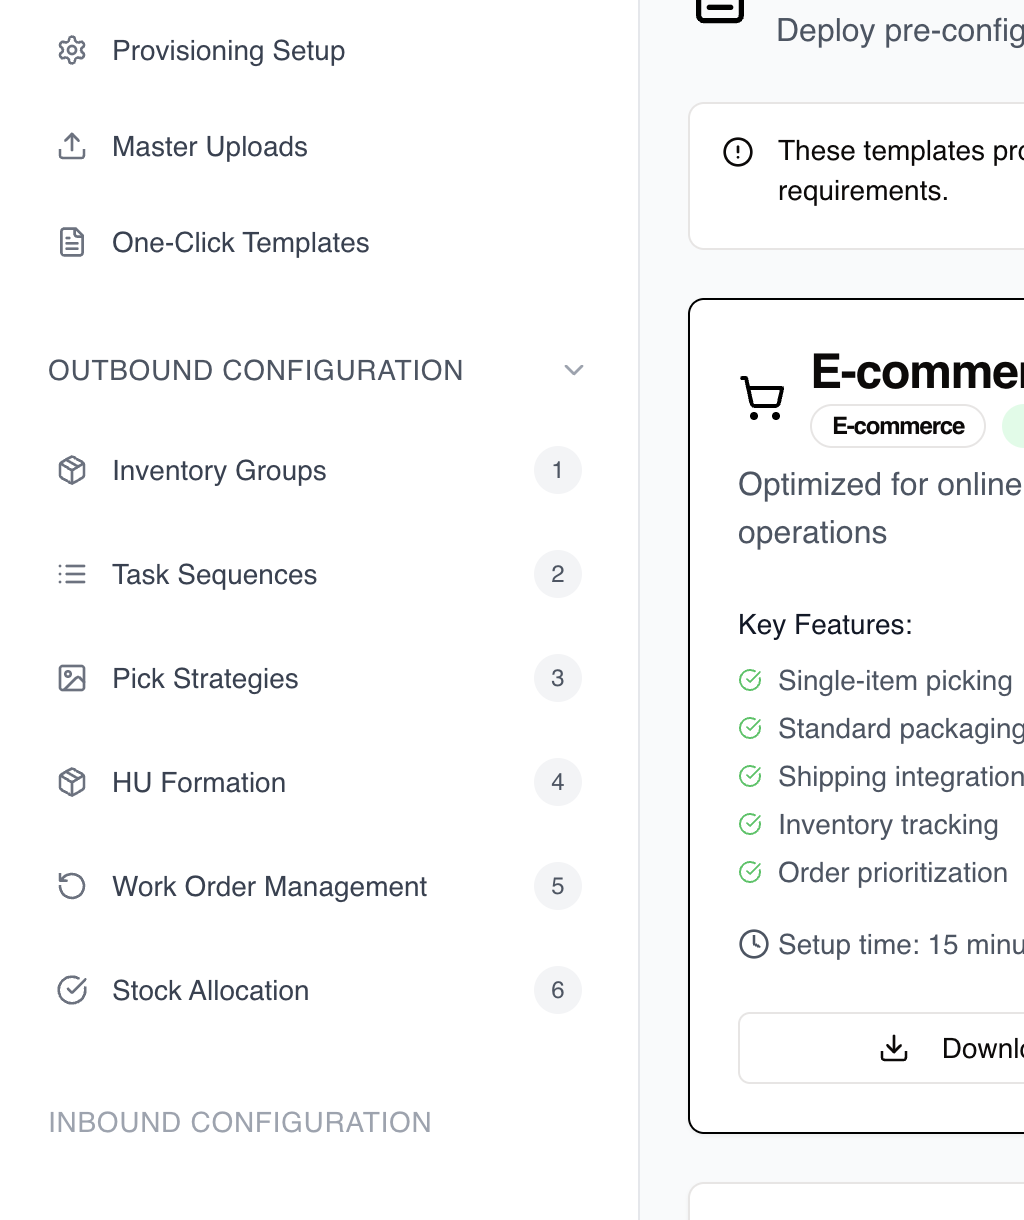 Provisioning Setup
Master Uploads
One-Click Templates
OUTBOUND CONFIGURATION
Inventory Groups 1
Task Sequences 2
Pick Strategies 3
HU Formation 4
Work Order Management 5
Stock Allocation 6
INBOUND CONFIGURATION
Deploy pre-config
These templates pro
requirements.
E-commer
E-commerce
Optimized for online
operations
Key Features:
Single-item picking
Standard packaging
Shipping integration
Inventory tracking
Order prioritization
Setup time: 15 minu
Downlo